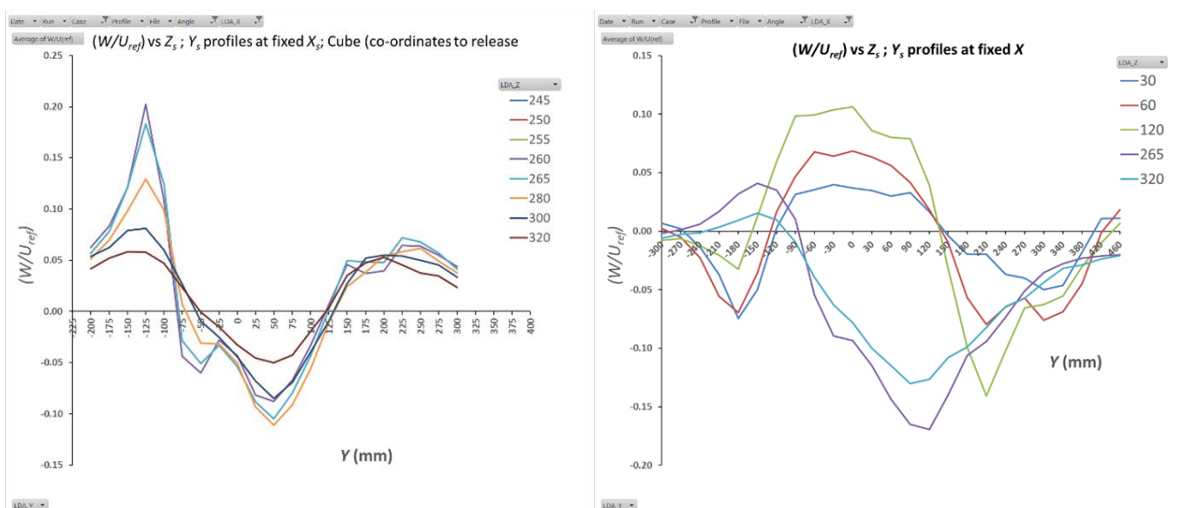 Date Run Case Profile File Angle LDA_X
Average of W/U(ref)
(W/Uref) vs Zs ; Ys profiles at fixed Xs; Cube (co-ordinates to release
0.25
0.20
0.15
0.10
0.05
0.00
-0.05
-0.10
-0.15
(W/Uref)
-225 -200 -175 -150 -125 -100 -75 -50 -25 0 25 50 75 100 125 150 175 200 225 250 275 300 325 350 375 400
Y (mm)
LDA_Z
245
250
255
260
265
280
300
320
LDA_Y
Date Run Case Profile File Angle LDA_X
Average of W/U(ref)
(W/Uref) vs Zs ; Ys profiles at fixed X
0.15
0.10
0.05
0.00
-0.05
-0.10
-0.15
-0.20
(W/Uref)
-300 -270 -240 -210 -180 -150 -120 -90 -60 -30 0 30 60 90 120 150 180 210 240 270 300 340 380 420 460
Y (mm)
LDA_Z
30
60
120
265
320
LDA_Y